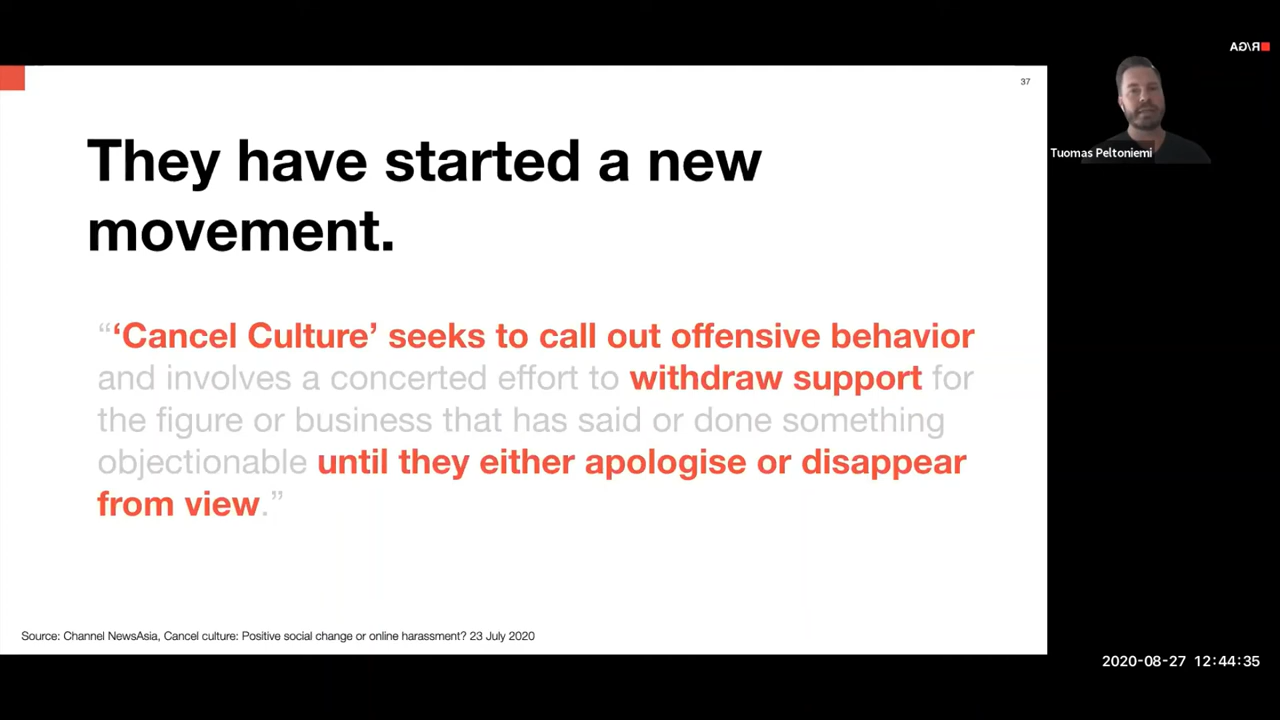 37
They have started a new
movement.
“‘Cancel Culture’ seeks to call out offensive behavior
and involves a concerted effort to withdraw support for
the figure or business that has said or done something
objectionable until they either apologise or disappear
from view.”
Source: Channel NewsAsia, Cancel culture: Positive social change or online harassment? 23 July 2020
R/GA
Tuomas Peltoniemi
2020-08-27 12:44:35